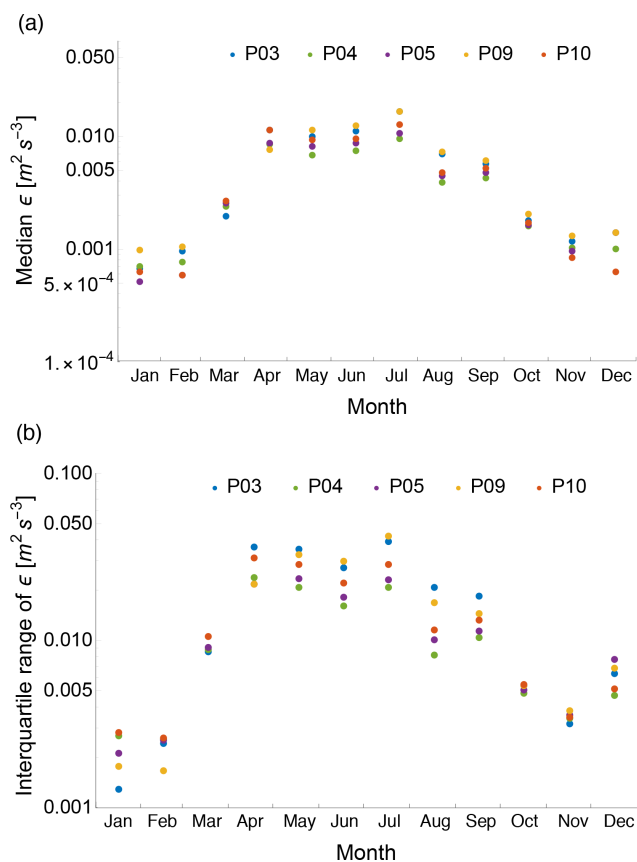 (a)
0.050
P03 P04 P05 P09 P10
0.010
0.005
0.001
5.×10⁻⁴
1.×10⁻⁴
Median ϵ [m² s⁻³]
Jan Feb Mar Apr May Jun Jul Aug Sep Oct Nov Dec
Month
(b)
0.100
P03 P04 P05 P09 P10
0.050
0.010
0.005
0.001
Interquartile range of ϵ [m² s⁻³]
Jan Feb Mar Apr May Jun Jul Aug Sep Oct Nov Dec
Month